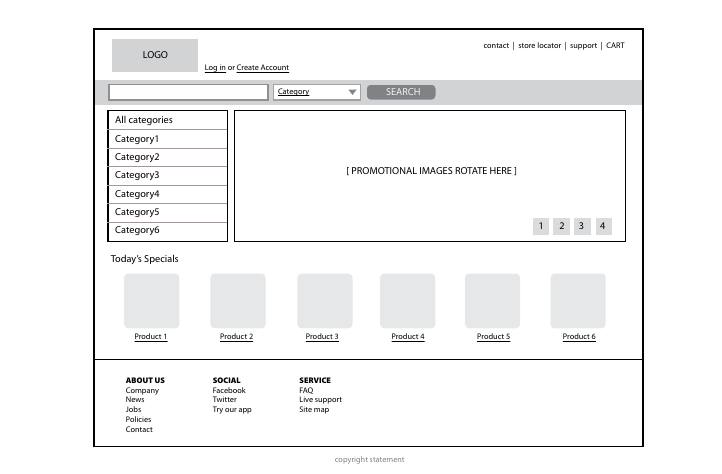 LOGO
contact | store locator | support | CART
Log in or Create Account
Category
SEARCH
All categories
Category1
Category2
Category3
Category4
Category5
Category6
[ PROMOTIONAL IMAGES ROTATE HERE ]
1 2 3 4
Today's Specials
Product 1 Product 2 Product 3 Product 4 Product 5 Product 6
ABOUT US
Company
News
Jobs
Policies
Contact
SOCIAL
Facebook
Twitter
Try our app
SERVICE
FAQ
Live support
Site map
copyright statement